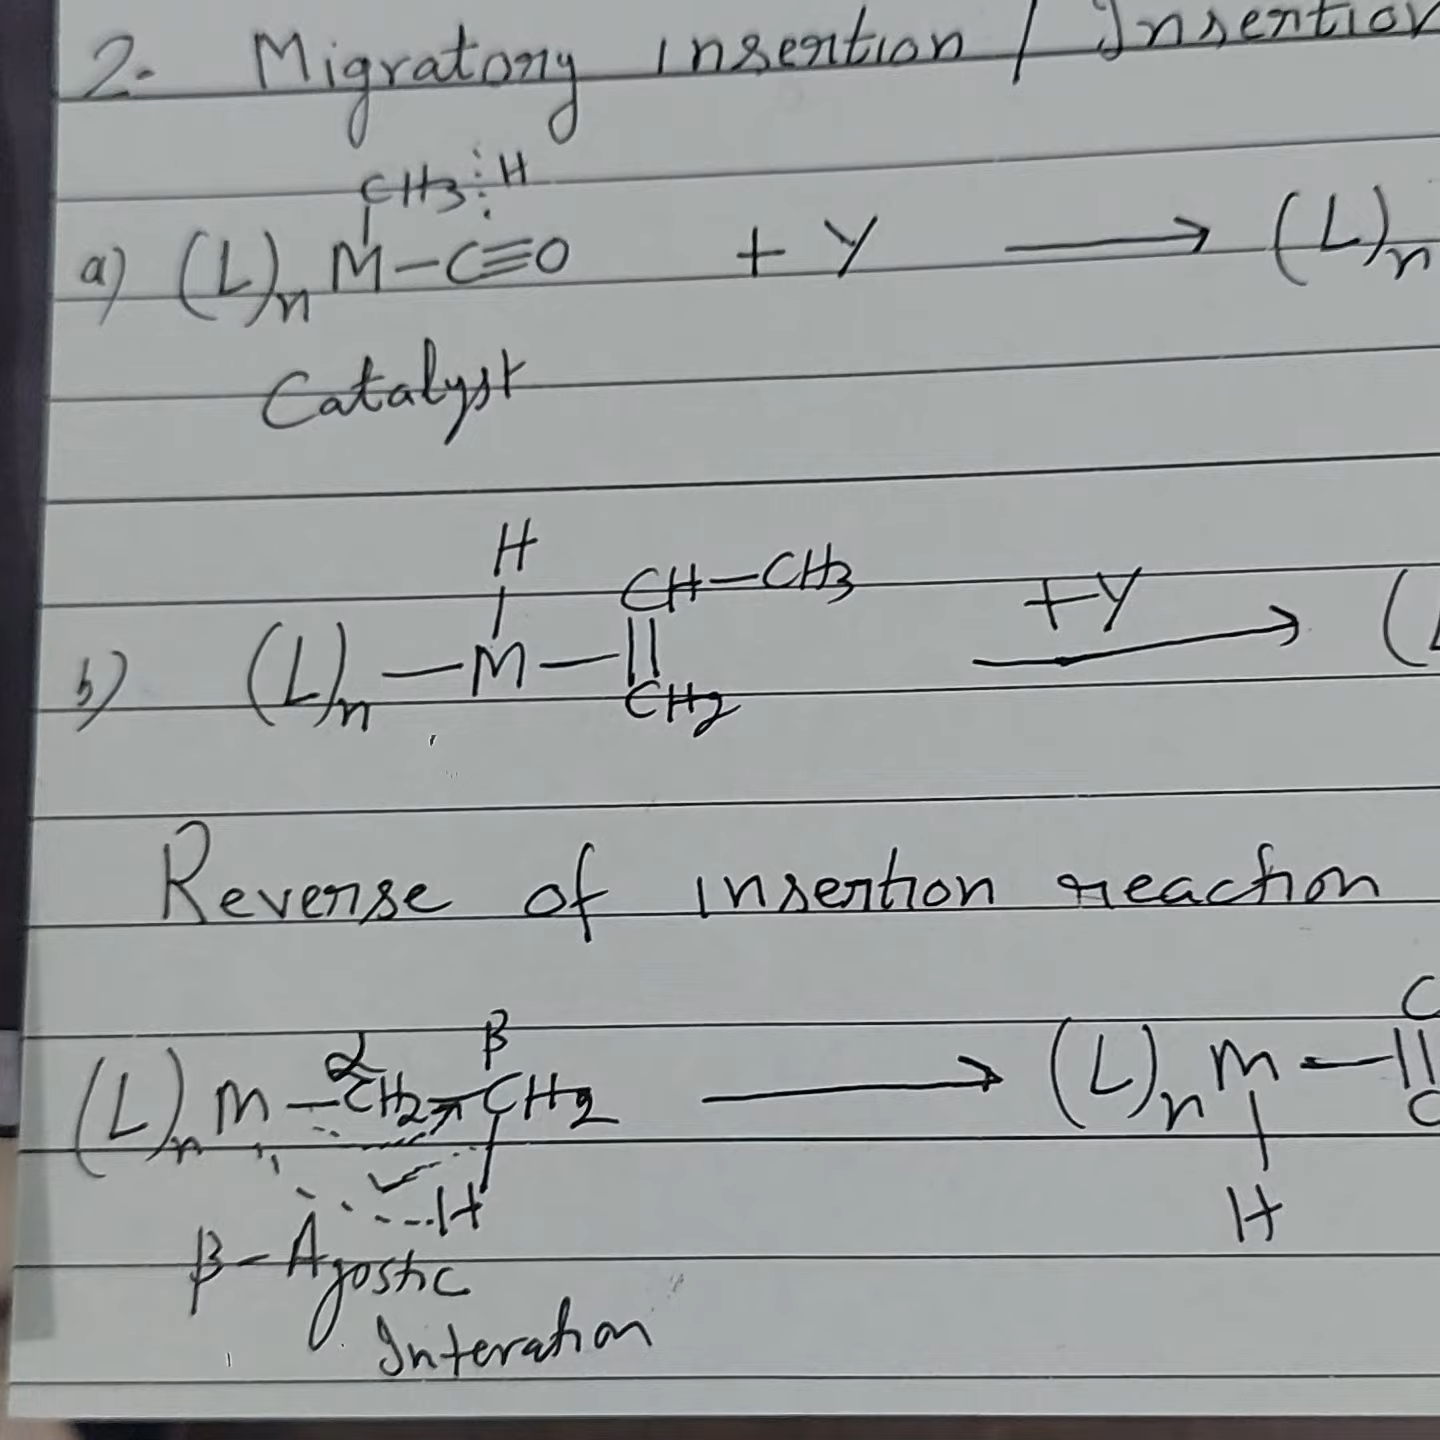 2. Migratory insertion / Insertion
CH3 ⋮ H
a) (L)n M–C≡O + Y ⟶ (L)n
Catalyst
H
CH–CH3
b) (L)n –M– || +Y ⟶ (
CH2
Reverse of insertion reaction
α β C
(L)n M –CH2–CH2 ⟶ (L)n M –||
H H
β-Agostic
Interation